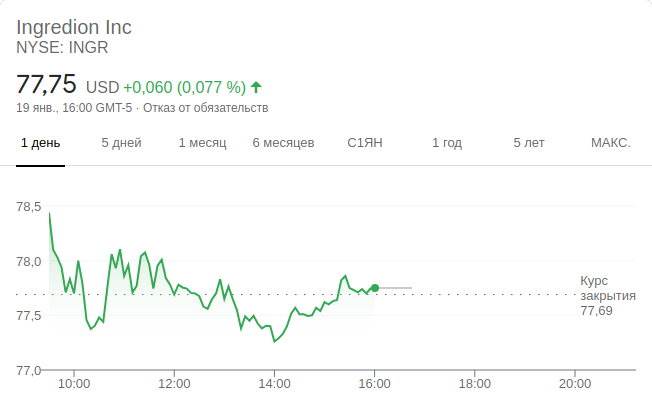 Ingredion Inc
NYSE: INGR
77,75 USD +0,060 (0,077 %)
19 янв., 16:00 GMT-5 · Отказ от обязательств
1 день 5 дней 1 месяц 6 месяцев С1ЯН 1 год 5 лет МАКС.
78,5
78,0
Курс
закрытия
77,69
77,5
77,0
10:00 12:00 14:00 16:00 18:00 20:00